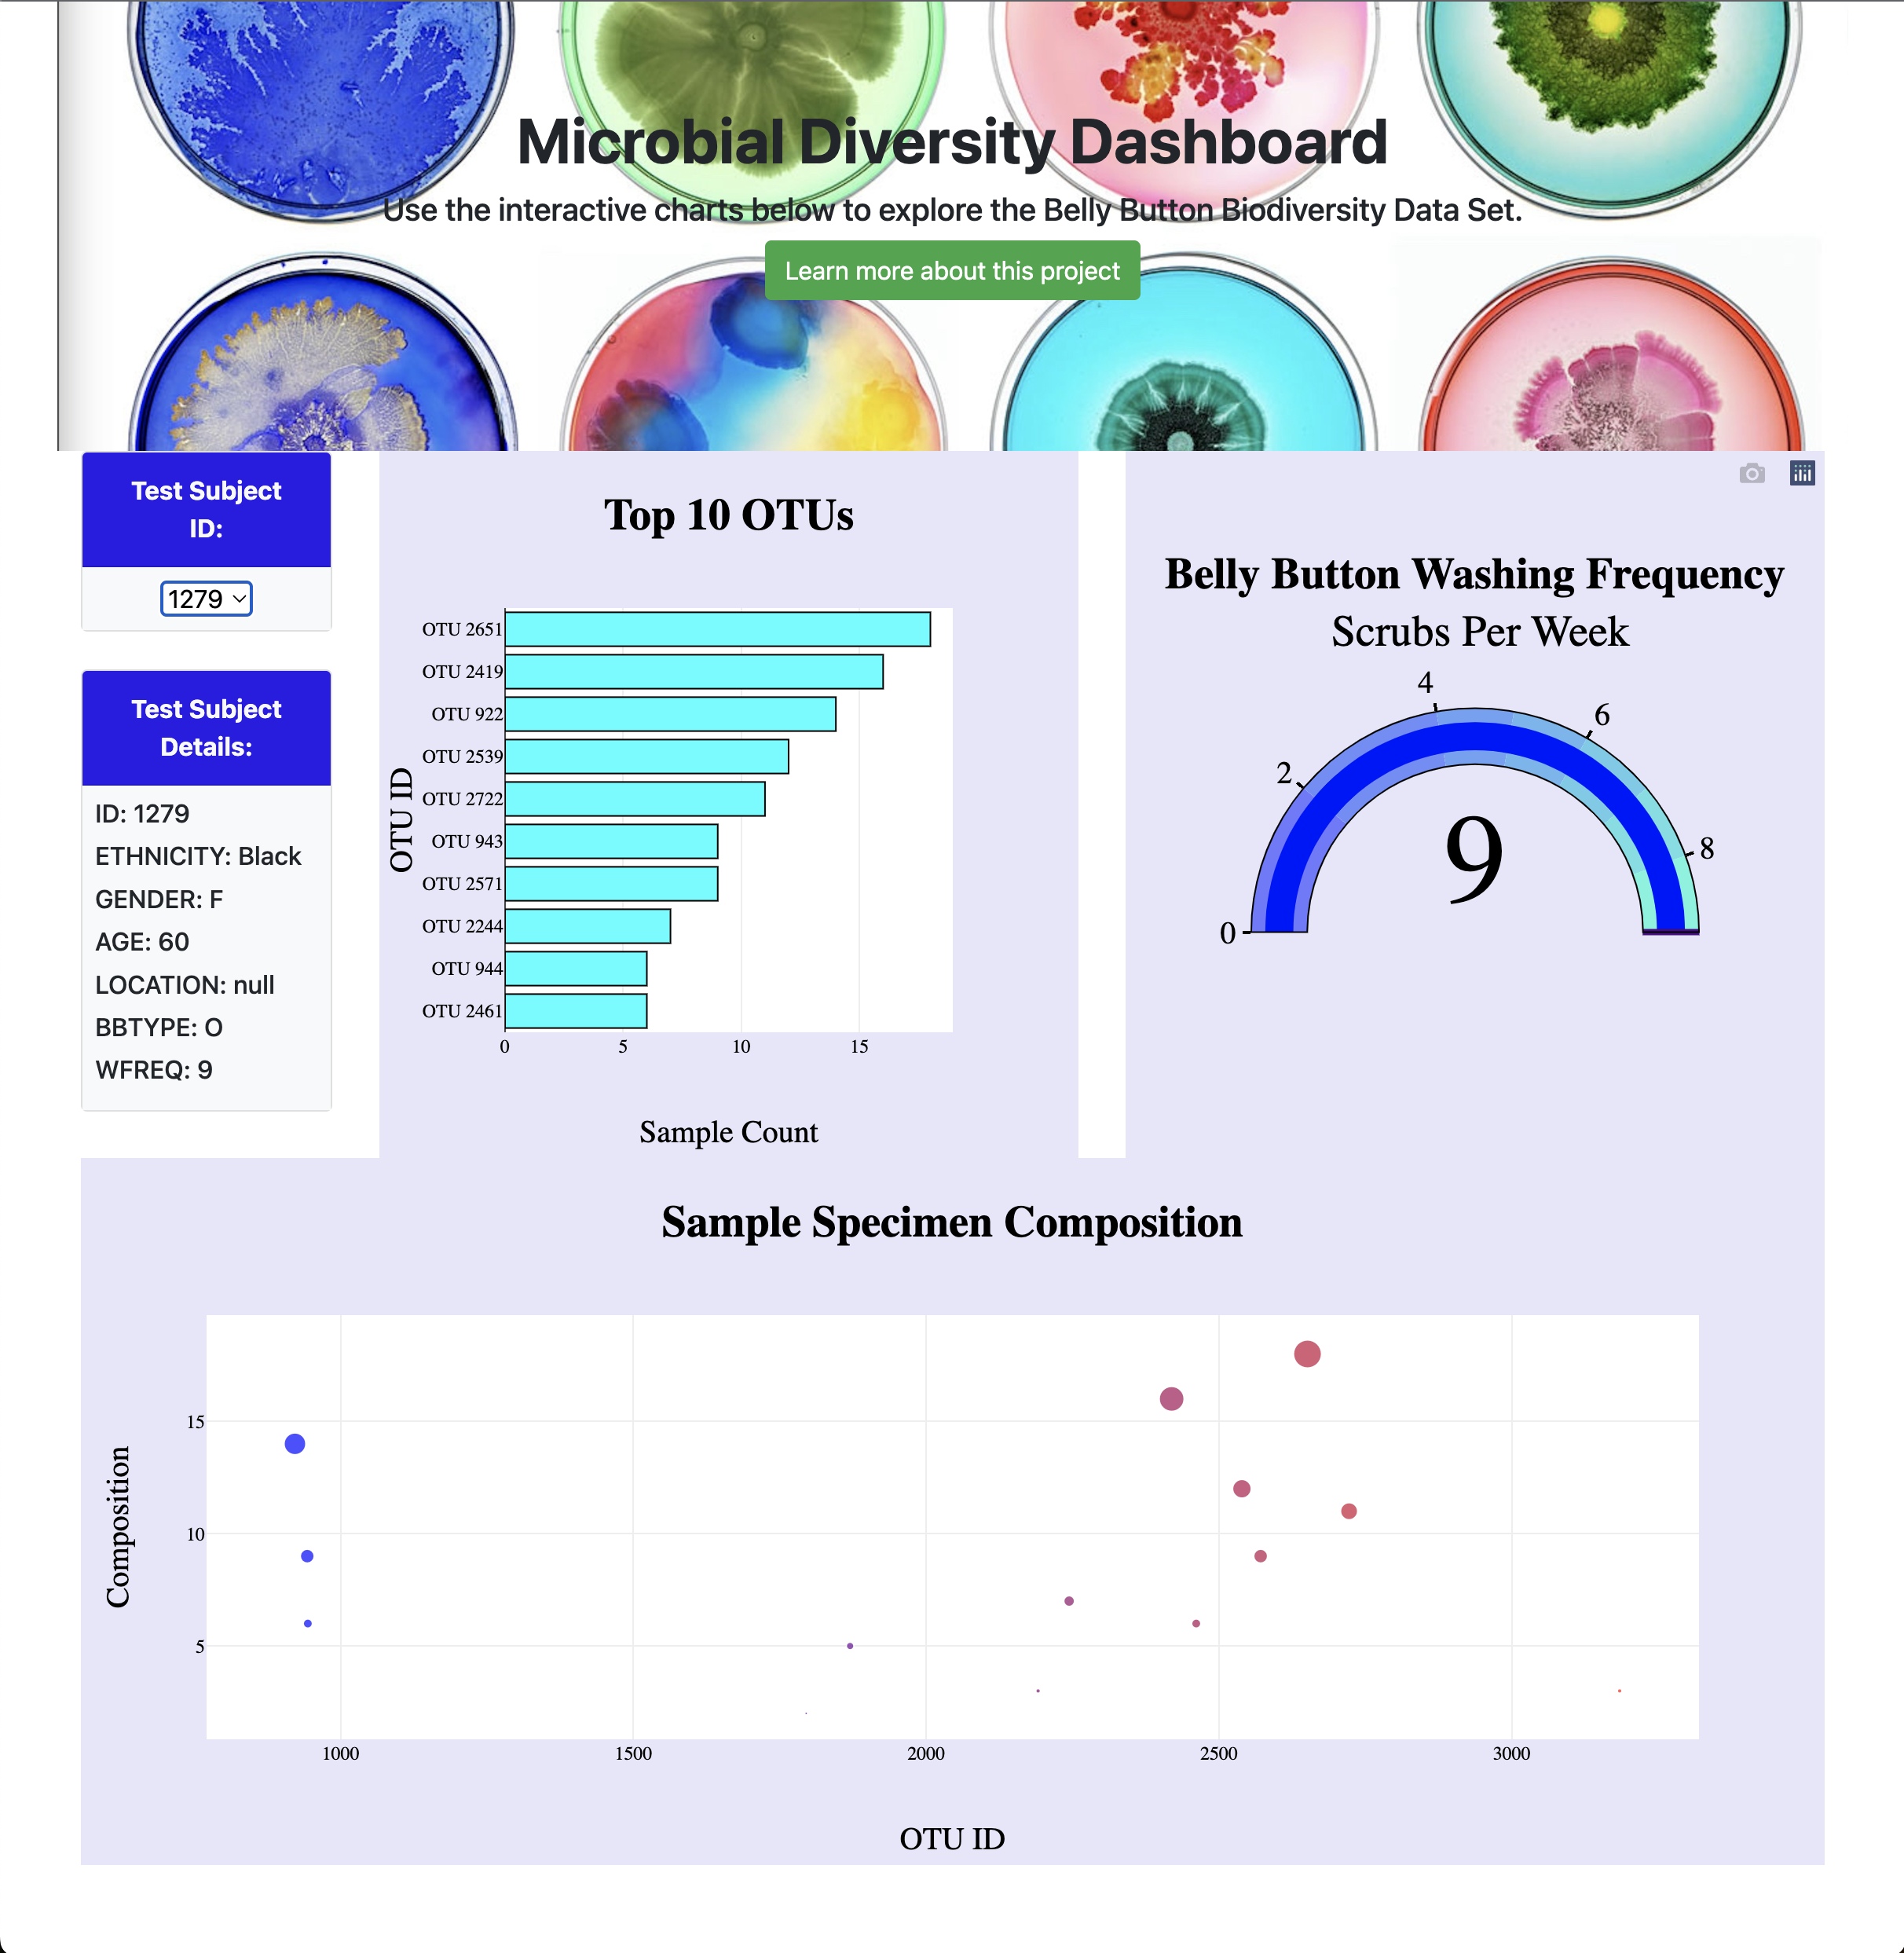 Microbial Diversity Dashboard
Use the interactive charts below to explore the Belly Button Biodiversity Data Set.
Learn more about this project
Test Subject
ID:
1279
Test Subject
Details:
ID: 1279
ETHNICITY: Black
GENDER: F
AGE: 60
LOCATION: null
BBTYPE: O
WFREQ: 9
Top 10 OTUs
OTU ID
OTU 2651
OTU 2419
OTU 922
OTU 2539
OTU 2722
OTU 943
OTU 2571
OTU 2244
OTU 944
OTU 2461
0 5 10 15
Sample Count
Belly Button Washing Frequency
Scrubs Per Week
0
2
4
6
8
9
Sample Specimen Composition
Composition
15
10
5
1000 1500 2000 2500 3000
OTU ID